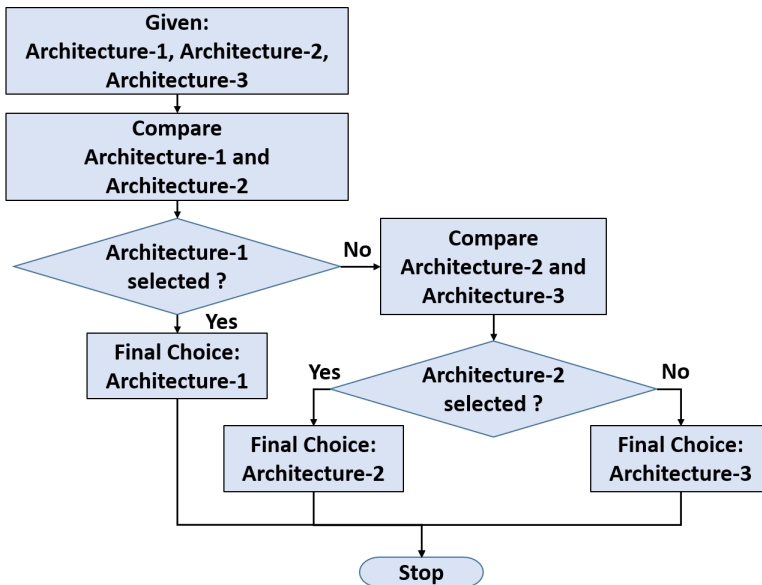 Given:
Architecture-1, Architecture-2,
Architecture-3
Compare
Architecture-1 and
Architecture-2
Architecture-1
selected ?
No
Compare
Architecture-2 and
Architecture-3
Yes
Final Choice:
Architecture-1
Architecture-2
selected ?
Yes
No
Final Choice:
Architecture-2
Final Choice:
Architecture-3
Stop